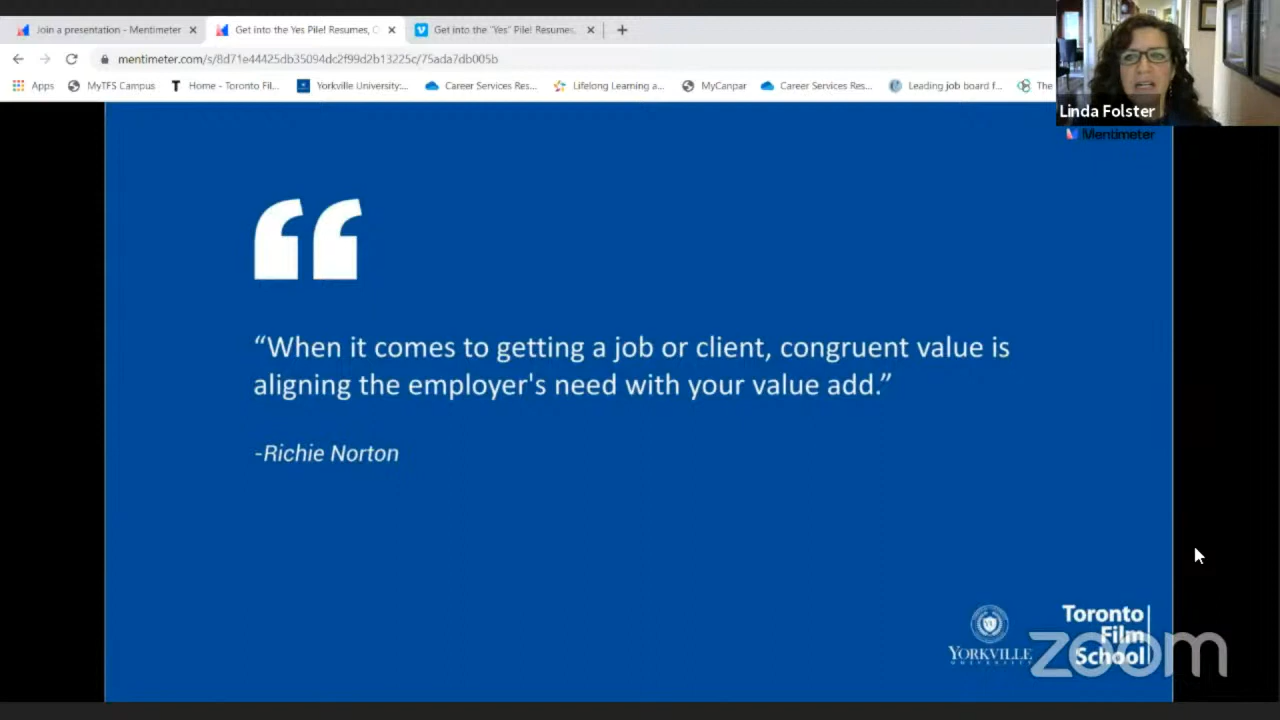 Join a presentation - Mentimeter
Get into the Yes Pile! Resumes, C
Get into the "Yes" Pile! Resumes,
mentimeter.com/s/8d71e44425db35094dc2f99d2b13225c/75ada7db005b
Apps
MyTFS Campus
Home - Toronto Fil...
Yorkville University:...
Career Services Res...
Lifelong Learning a...
MyCanpar
Career Services Res...
Leading job board f...
The
Linda Folster
Mentimeter
“When it comes to getting a job or client, congruent value is
aligning the employer's need with your value add.”
-Richie Norton
YORKVILLE
UNIVERSITY
Toronto
Film
School
zoom